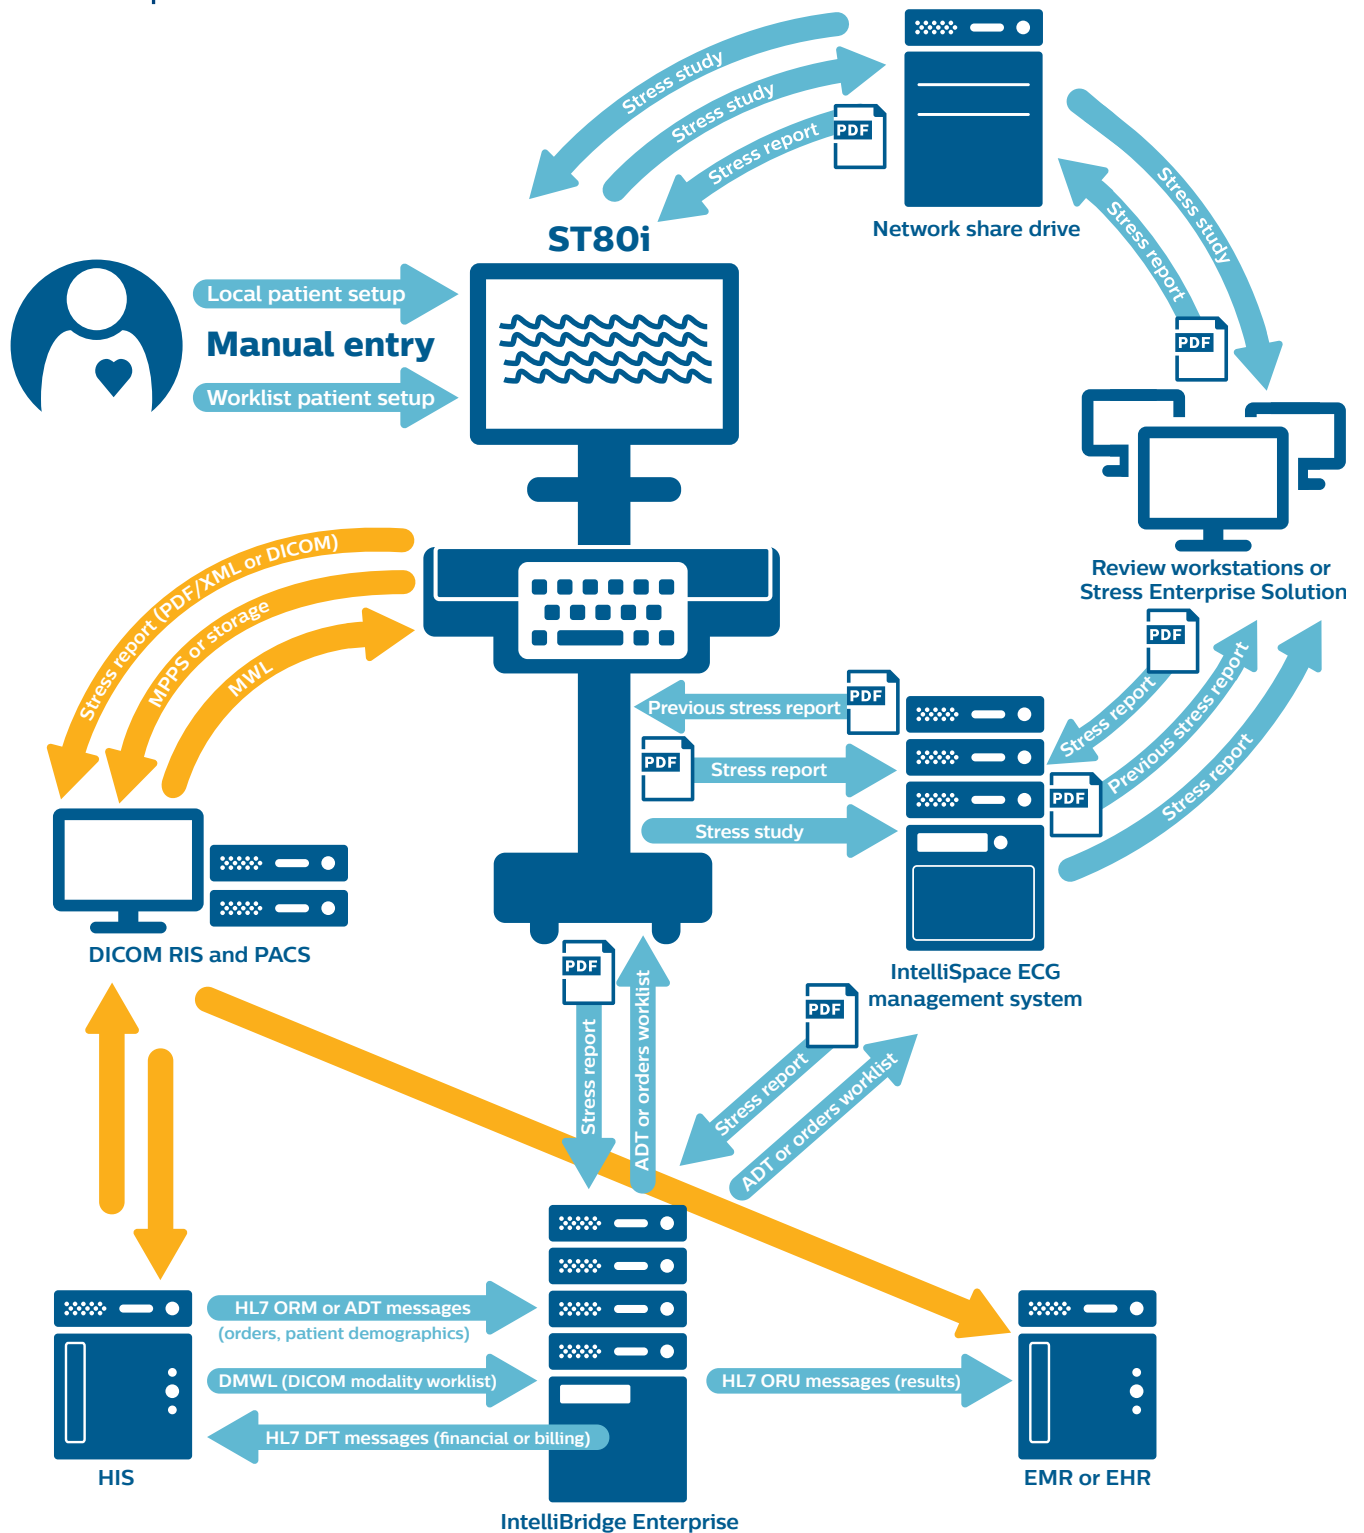 Stress study
Stress study
Stress report
PDF
Network share drive
Stress study
Stress report
PDF
ST80i
Local patient setup
Manual entry
Worklist patient setup
Review workstations or
Stress Enterprise Solution
Stress report (PDF/XML or DICOM)
MPPS or storage
MWL
PDF
Previous stress report
PDF
Stress report
Stress study
PDF
Stress report
PDF
Previous stress report
Stress report
DICOM RIS and PACS
IntelliSpace ECG
management system
PDF
Stress report
ADT or orders worklist
PDF
Stress report
ADT or orders worklist
HL7 ORM or ADT messages
(orders, patient demographics)
DMWL (DICOM modality worklist)
HL7 DFT messages (financial or billing)
HL7 ORU messages (results)
HIS
EMR or EHR
IntelliBridge Enterprise